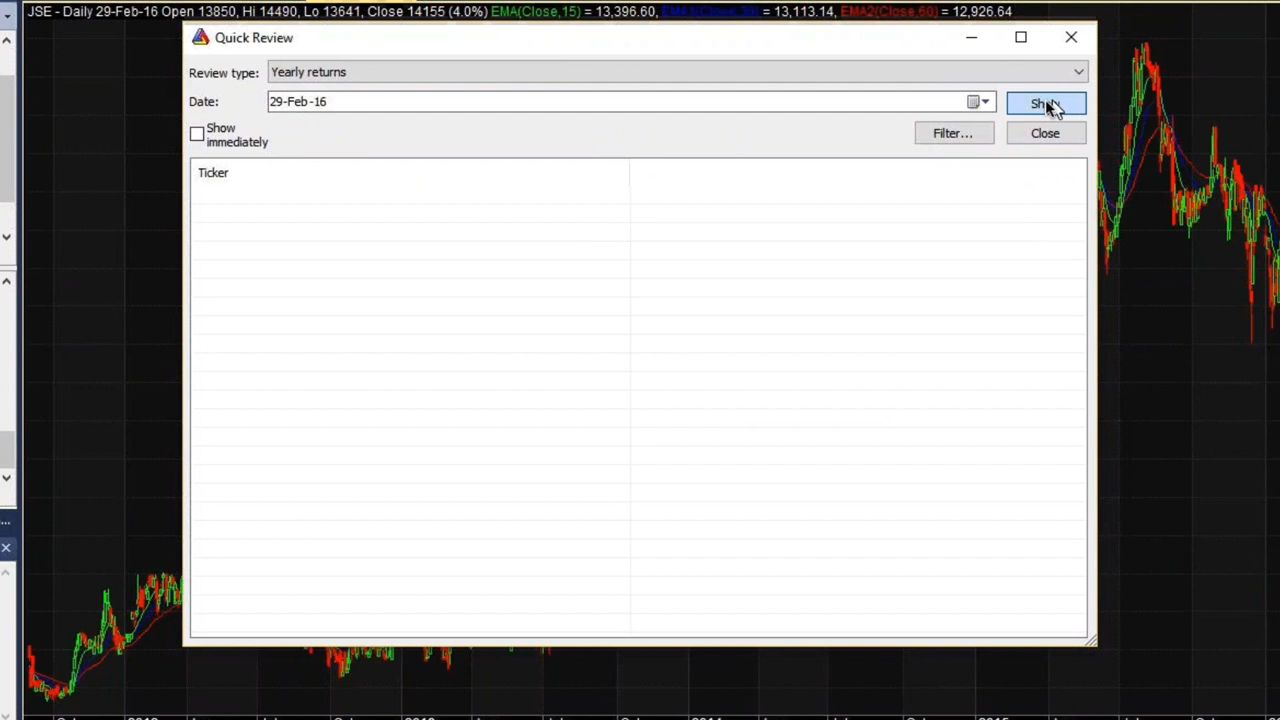 JSE - Daily 29-Feb-16 Open 13850, Hi 14490, Lo 13641, Close 14155 (4.0%) EMA(Close,15) = 13,396.60, = 13,113.14, EMA2(Close,60) = 12,926.64
Quick Review
Review type: Yearly returns
Date: 29-Feb-16
Show
immediately
Filter...
Close
Ticker
2014